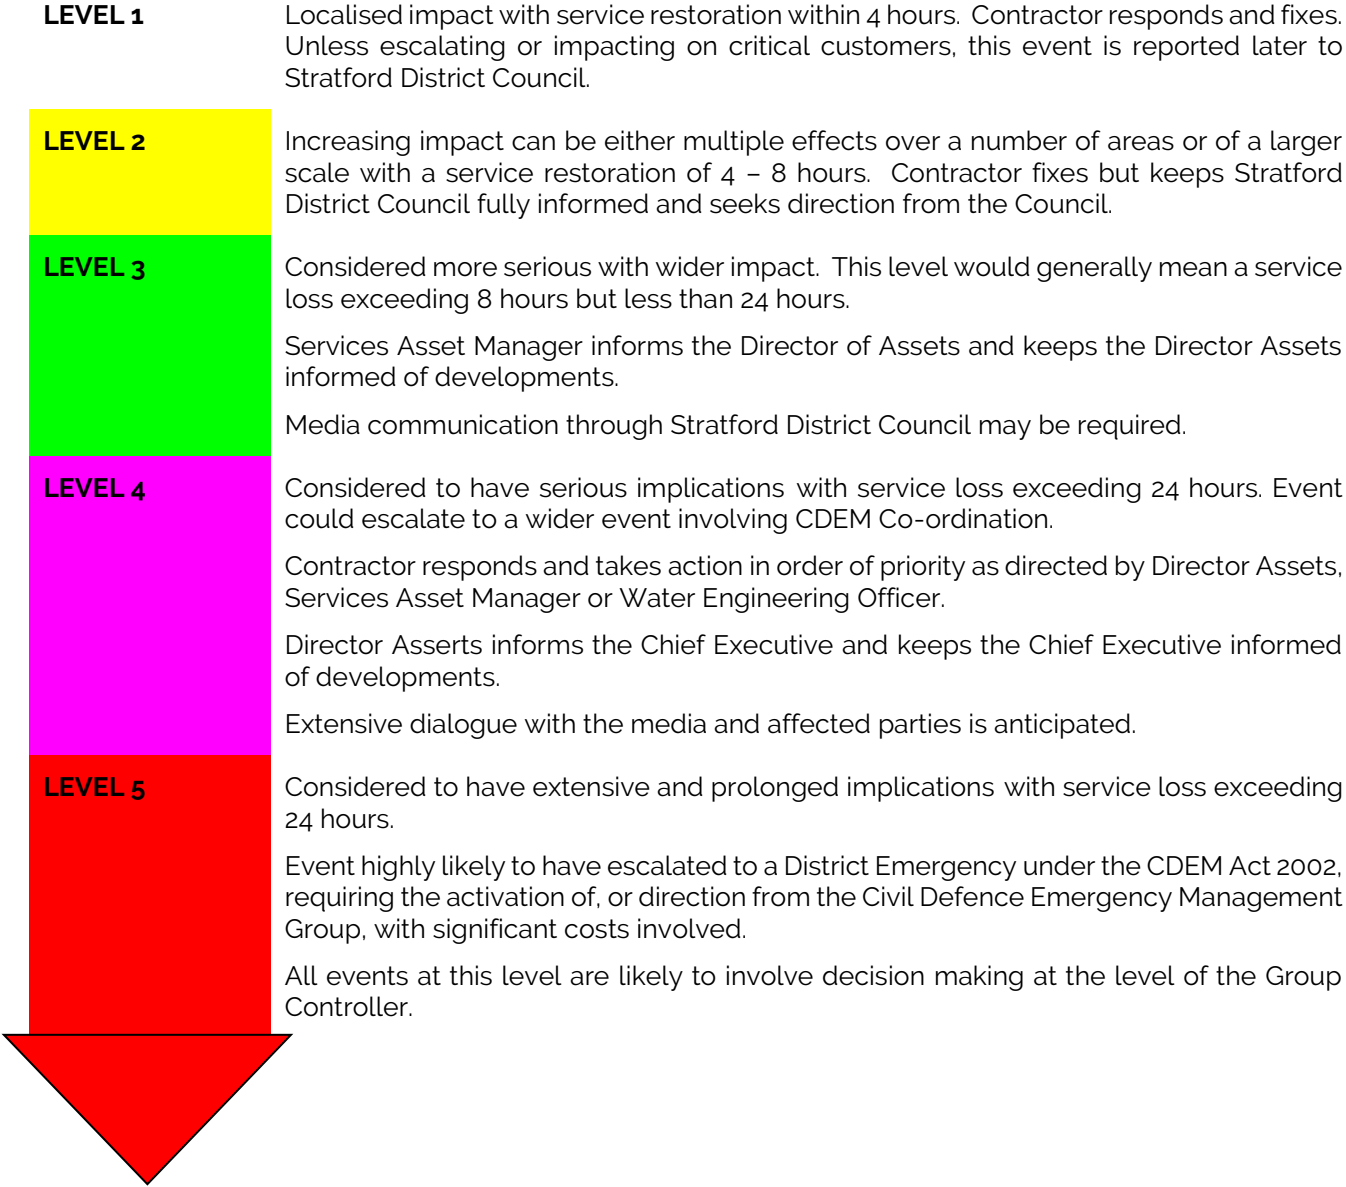 LEVEL 1
Localised impact with service restoration within 4 hours. Contractor responds and fixes.
Unless escalating or impacting on critical customers, this event is reported later to
Stratford District Council.
LEVEL 2
Increasing impact can be either multiple effects over a number of areas or of a larger
scale with a service restoration of 4 – 8 hours. Contractor fixes but keeps Stratford
District Council fully informed and seeks direction from the Council.
LEVEL 3
Considered more serious with wider impact. This level would generally mean a service
loss exceeding 8 hours but less than 24 hours.
Services Asset Manager informs the Director of Assets and keeps the Director Assets
informed of developments.
Media communication through Stratford District Council may be required.
LEVEL 4
Considered to have serious implications with service loss exceeding 24 hours. Event
could escalate to a wider event involving CDEM Co-ordination.
Contractor responds and takes action in order of priority as directed by Director Assets,
Services Asset Manager or Water Engineering Officer.
Director Asserts informs the Chief Executive and keeps the Chief Executive informed
of developments.
Extensive dialogue with the media and affected parties is anticipated.
LEVEL 5
Considered to have extensive and prolonged implications with service loss exceeding
24 hours.
Event highly likely to have escalated to a District Emergency under the CDEM Act 2002,
requiring the activation of, or direction from the Civil Defence Emergency Management
Group, with significant costs involved.
All events at this level are likely to involve decision making at the level of the Group
Controller.